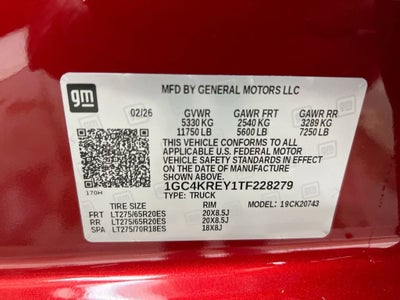 gm
MFD BY GENERAL MOTORS LLC
02/26 GVWR GAWR FRT GAWR RR
5330 KG 2540 KG 3289 KG
11750 LB 5600 LB 7250 LB
THIS VEHICLE CONFORMS TO ALL
APPLICABLE U.S. FEDERAL MOTOR
VEHICLE SAFETY STANDARDS IN
EFFECT ON THE DATE OF
MANUFACTURE SHOWN ABOVE.
1GC4KREY1TF228279
170H TYPE: TRUCK
TIRE SIZE RIM MODEL: 19CK20743
FRT LT275/65R20ES 20X8.5J
RR LT275/65R20ES 20X8.5J
SPA LT275/70R18ES 18X8J